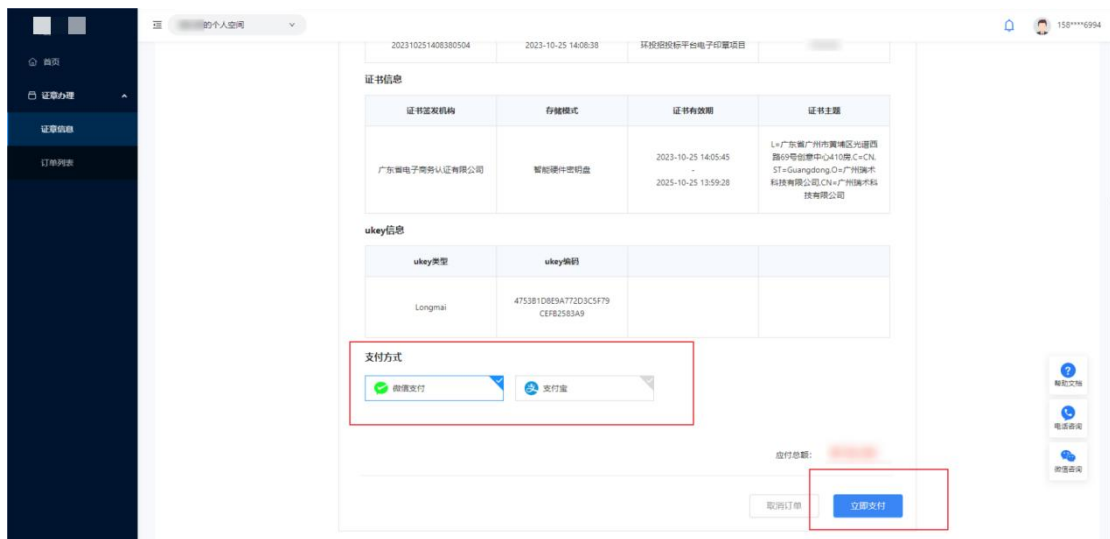 的个人空间
158****6994
首页
证章办理
证章信息
订单列表
202310251408380504
2023-10-25 14:08:38
环投招投标平台电子印章项目
证书信息
证书签发机构
存储模式
证书有效期
证书主题
广东省电子商务认证有限公司
智能硬件密钥盘
2023-10-25 14:05:45
-
2025-10-25 13:59:28
L=广东省广州市黄埔区光谱西
路69号创意中心410房,C=CN,
ST=Guangdong,O=广州瑞术
科技有限公司,CN=广州瑞术科
技有限公司
ukey信息
ukey类型
ukey编码
Longmai
475381D8E9A772D3C5F79
CEFB2583A9
支付方式
微信支付
支付宝
应付总额：
取消订单
立即支付
帮助文档
电话咨询
微信咨询